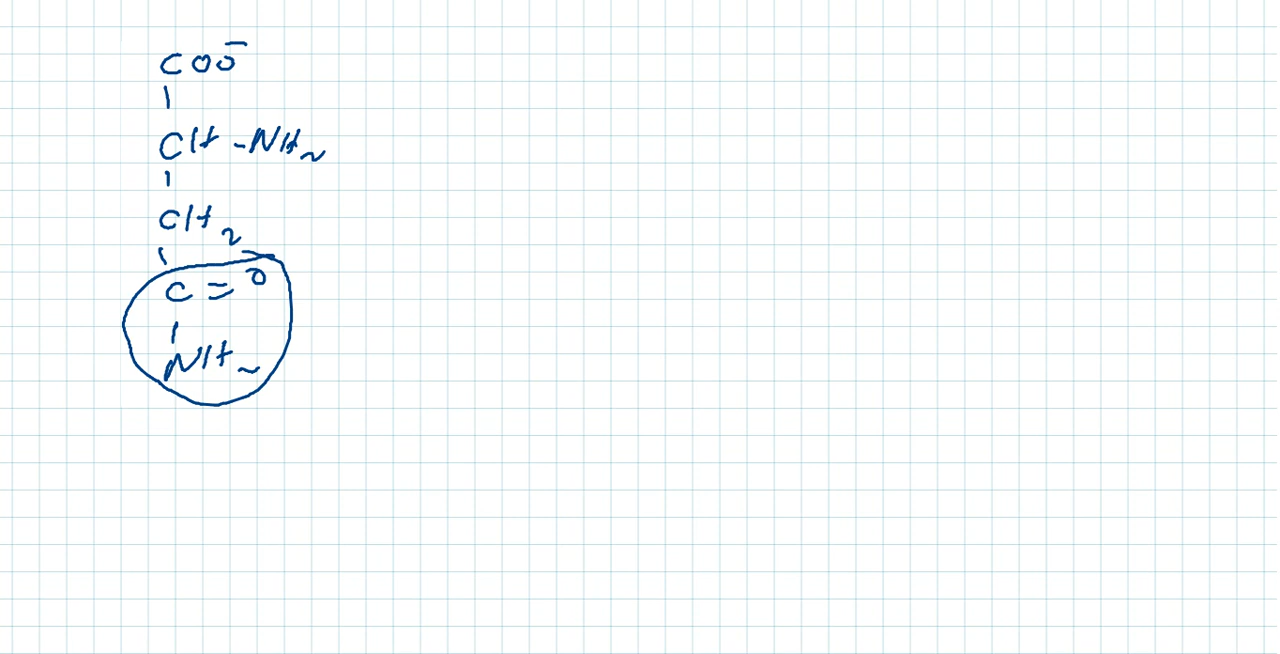 COO⁻
|
CH-NH₂
|
CH₂
|
C=O
|
NH₂